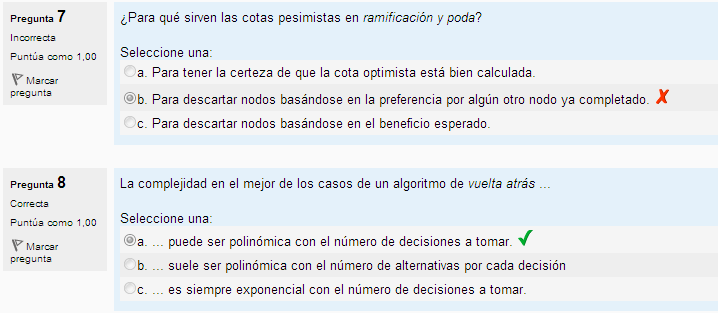 Pregunta 7
Incorrecta
Puntúa como 1,00
Marcar
pregunta
¿Para qué sirven las cotas pesimistas en ramificación y poda?
Seleccione una:
a. Para tener la certeza de que la cota optimista está bien calculada.
b. Para descartar nodos basándose en la preferencia por algún otro nodo ya completado.
c. Para descartar nodos basándose en el beneficio esperado.
Pregunta 8
Correcta
Puntúa como 1,00
Marcar
pregunta
La complejidad en el mejor de los casos de un algoritmo de vuelta atrás ...
Seleccione una:
a. ... puede ser polinómica con el número de decisiones a tomar.
b. ... suele ser polinómica con el número de alternativas por cada decisión
c. ... es siempre exponencial con el número de decisiones a tomar.